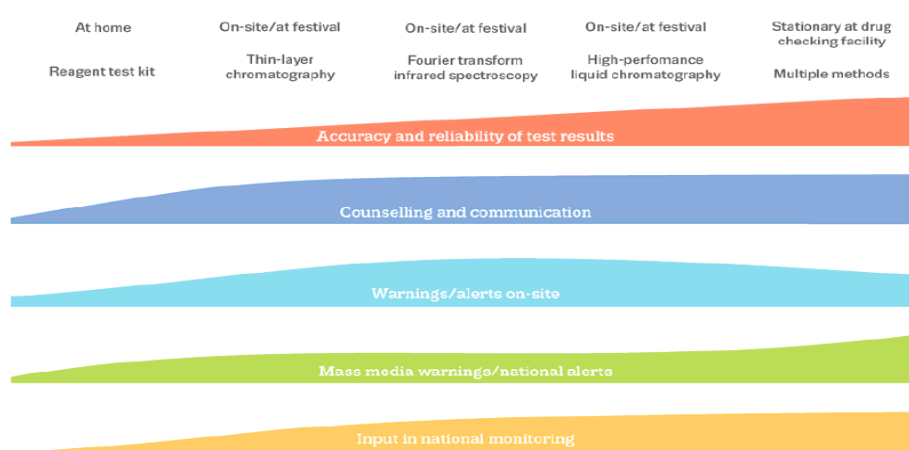 At home
Reagent test kit
On-site/at festival
Thin-layer
chromatography
On-site/at festival
Fourier transform
infrared spectroscopy
On-site/at festival
High-perfomance
liquid chromatography
Stationary at drug
checking facility
Multiple methods
Accuracy and reliability of test results
Counselling and communication
Warnings/alerts on-site
Mass media warnings/national alerts
Input in national monitoring